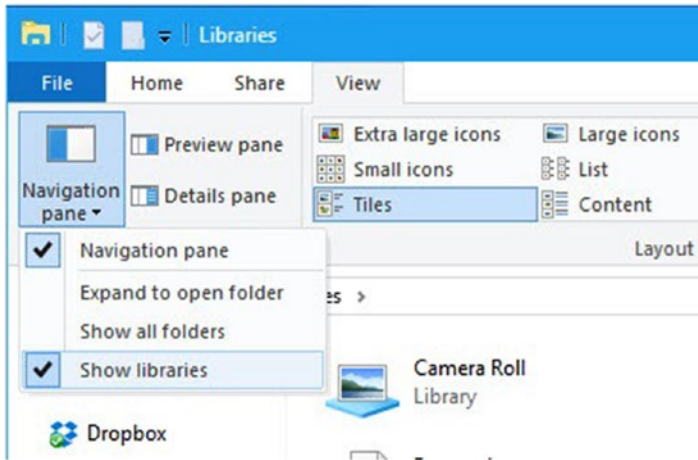 Libraries
File Home Share View
Preview pane
Details pane
Navigation
pane
Extra large icons Large icons
Small icons List
Tiles Content
Layout
Navigation pane
Expand to open folder
Show all folders
Show libraries
es >
Camera Roll
Library
Dropbox